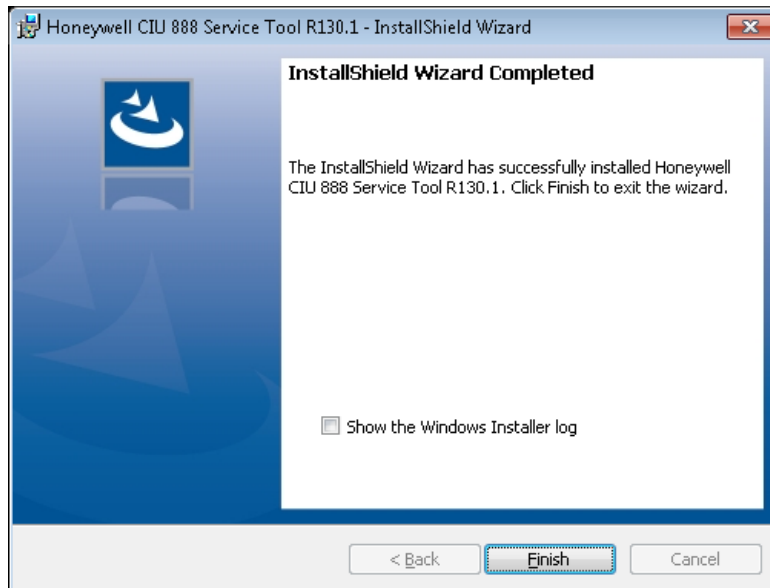 Honeywell CIU 888 Service Tool R130.1 - InstallShield Wizard
InstallShield Wizard Completed
The InstallShield Wizard has successfully installed Honeywell
CIU 888 Service Tool R130.1. Click Finish to exit the wizard.
Show the Windows Installer log
< Back
Finish
Cancel